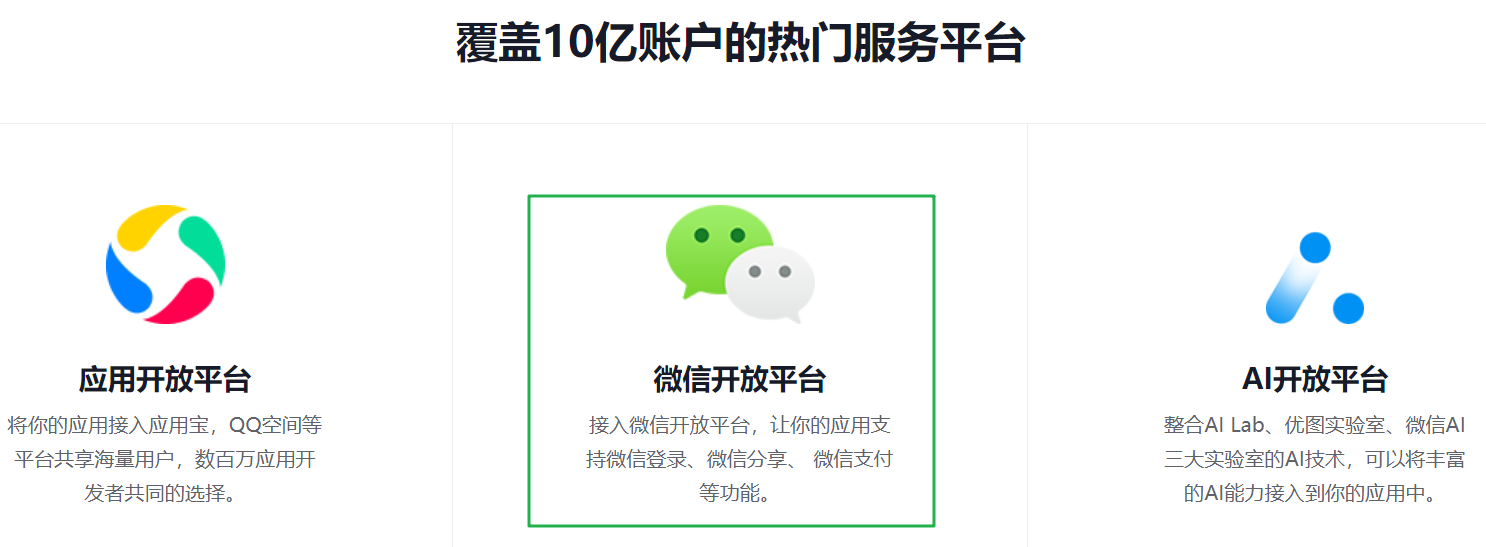 覆盖10亿账户的热门服务平台
应用开放平台
将你的应用接入应用宝，QQ空间等
平台共享海量用户，数百万应用开
发者共同的选择。
微信开放平台
接入微信开放平台，让你的应用支
持微信登录、微信分享、 微信支付
等功能。
AI开放平台
整合AI Lab、优图实验室、微信AI
三大实验室的AI技术，可以将丰富
的AI能力接入到你的应用中。